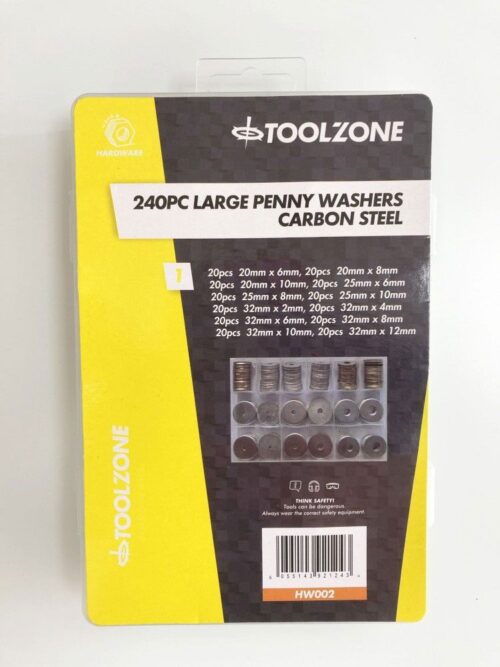 HARDWARE
TOOLZONE
240PC LARGE PENNY WASHERS
CARBON STEEL
1
20pcs 20mm x 6mm, 20pcs 20mm x 8mm
20pcs 20mm x 10mm, 20pcs 25mm x 6mm
20pcs 25mm x 8mm, 20pcs 25mm x 10mm
20pcs 32mm x 2mm, 20pcs 32mm x 4mm
20pcs 32mm x 6mm, 20pcs 32mm x 8mm
20pcs 32mm x 10mm, 20pcs 32mm x 12mm
TOOLZONE
THINK SAFETY!
Tools can be dangerous.
Always wear the correct safety equipment.
5 055143 921243 >
HW002